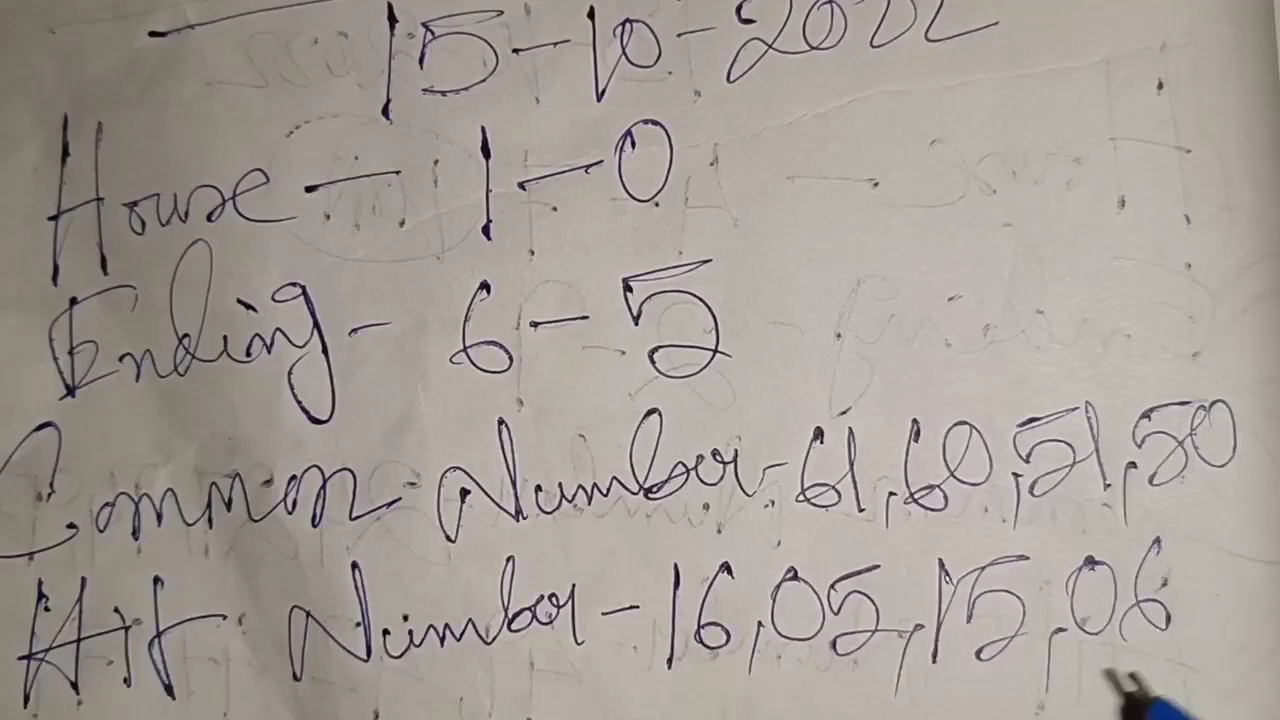 15-10-2022
House - 1-0
Ending - 6-5
Common Number-61,60,51,50
Hit Number-16,05,15,06